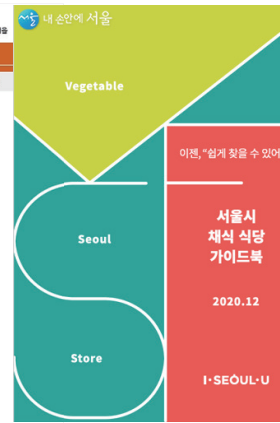 내 손안에 서울
Vegetable
이젠, “쉽게 찾을 수 있어
서울시
채식 식당
가이드북
Seoul
2020.12
Store
I·SEOUL·U